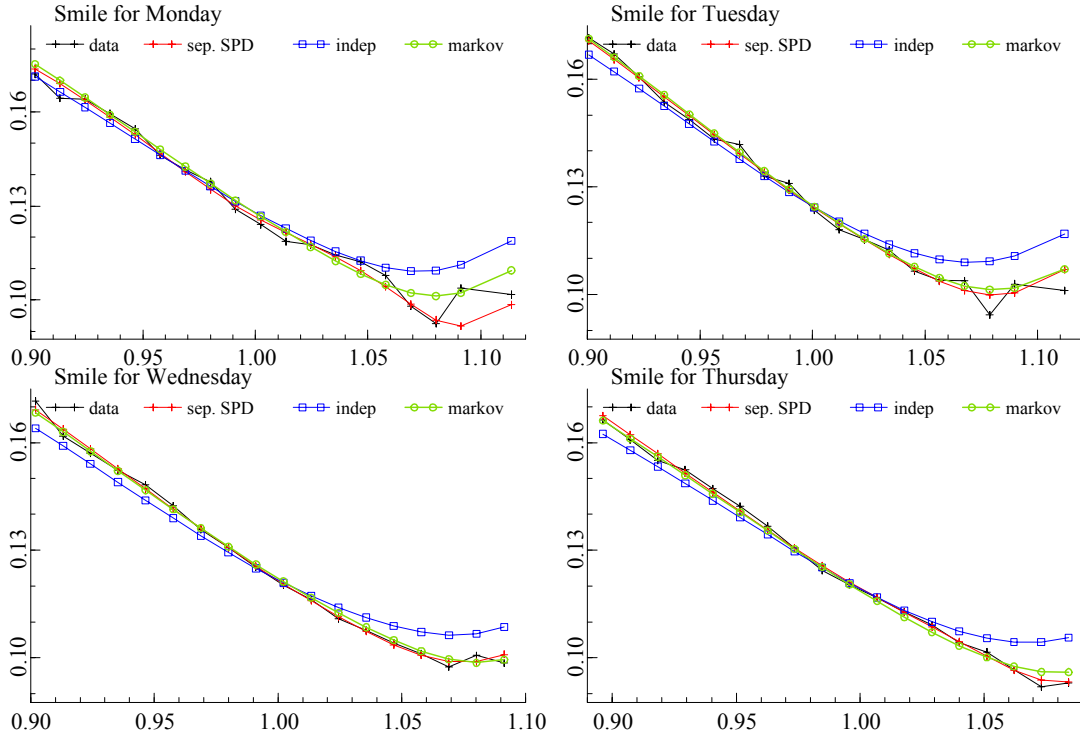 Smile for Monday
data sep. SPD indep markov
0.16
0.13
0.10
0.90 0.95 1.00 1.05 1.10
Smile for Tuesday
data sep. SPD indep markov
0.16
0.13
0.10
0.90 0.95 1.00 1.05 1.10
Smile for Wednesday
data sep. SPD indep markov
0.16
0.13
0.10
0.90 0.95 1.00 1.05 1.10
Smile for Thursday
data sep. SPD indep markov
0.16
0.13
0.10
0.90 0.95 1.00 1.05